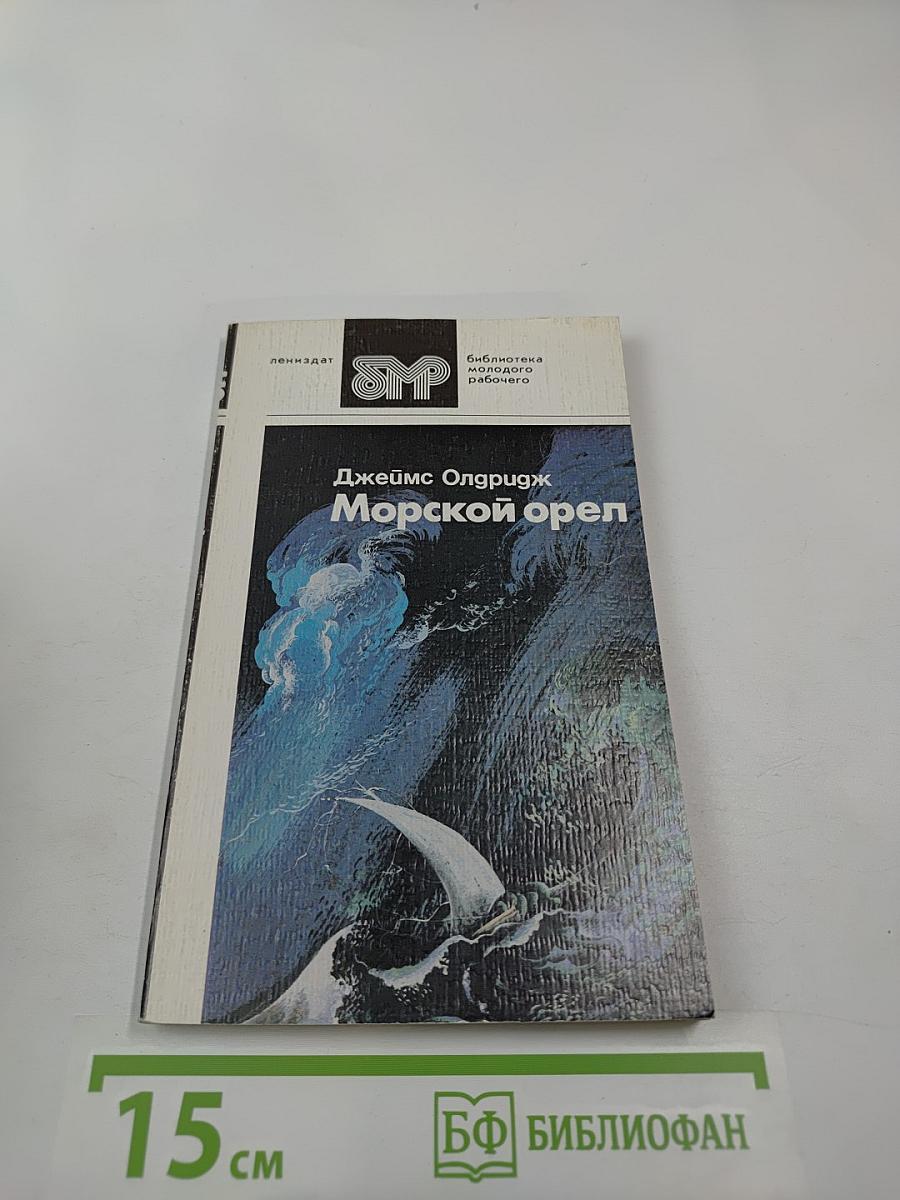 лениздат
бмр
библиотека
молодого
рабочего
Джеймс Олдридж
Морской орел
15 см
БФ БИБЛИОФАН